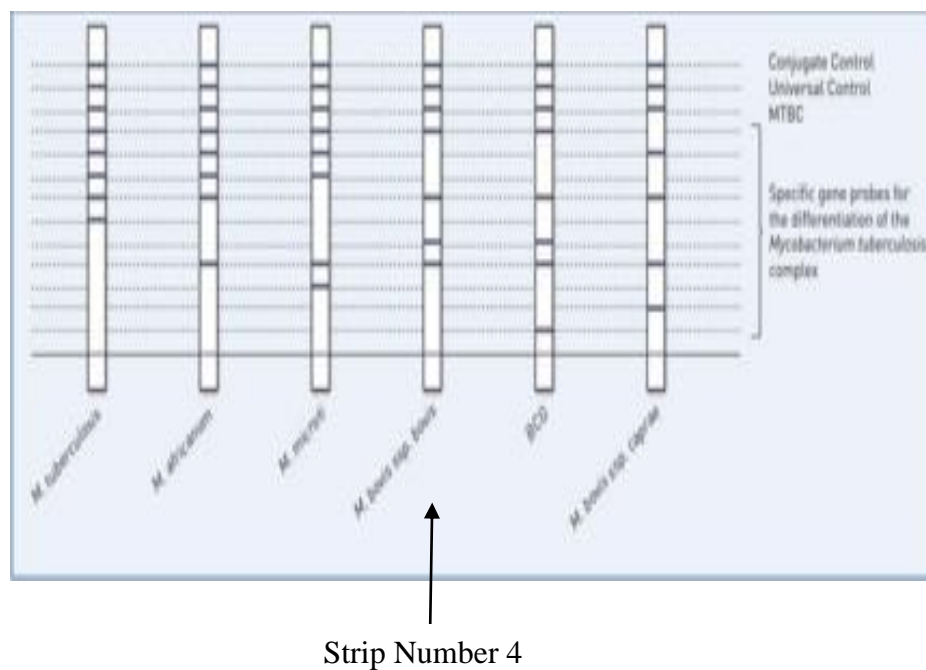 Conjugate Control
Universal Control
MTBC
Specific gene probes for
the differentiation of the
Mycobacterium tuberculosis
complex
M. tuberculosis
M. africanum
M. microti
M. bovis ssp. bovis
BCG
M. bovis ssp. caprae
Strip Number 4